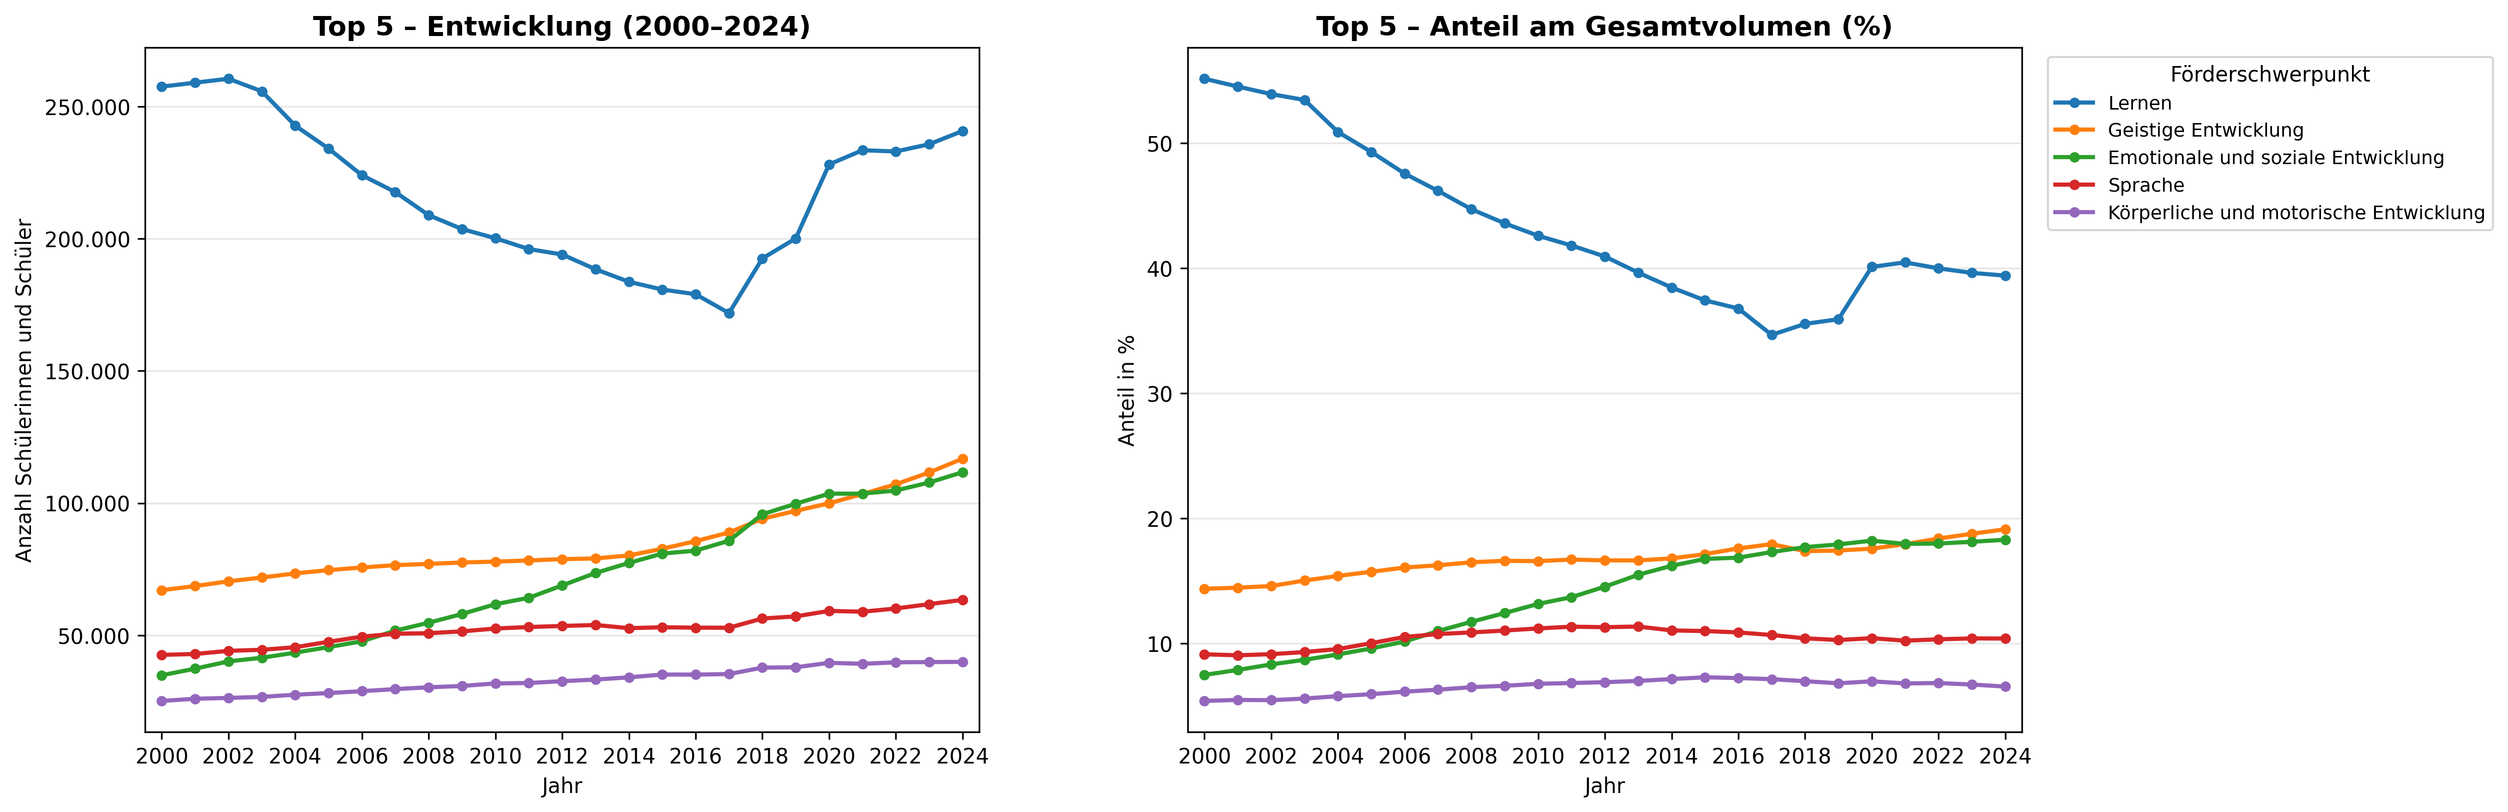 Top 5 – Entwicklung (2000–2024)
Anzahl Schülerinnen und Schüler
250.000
200.000
150.000
100.000
50.000
2000 2002 2004 2006 2008 2010 2012 2014 2016 2018 2020 2022 2024
Jahr
Top 5 – Anteil am Gesamtvolumen (%)
Anteil in %
50
40
30
20
10
2000 2002 2004 2006 2008 2010 2012 2014 2016 2018 2020 2022 2024
Jahr
Förderschwerpunkt
Lernen
Geistige Entwicklung
Emotionale und soziale Entwicklung
Sprache
Körperliche und motorische Entwicklung